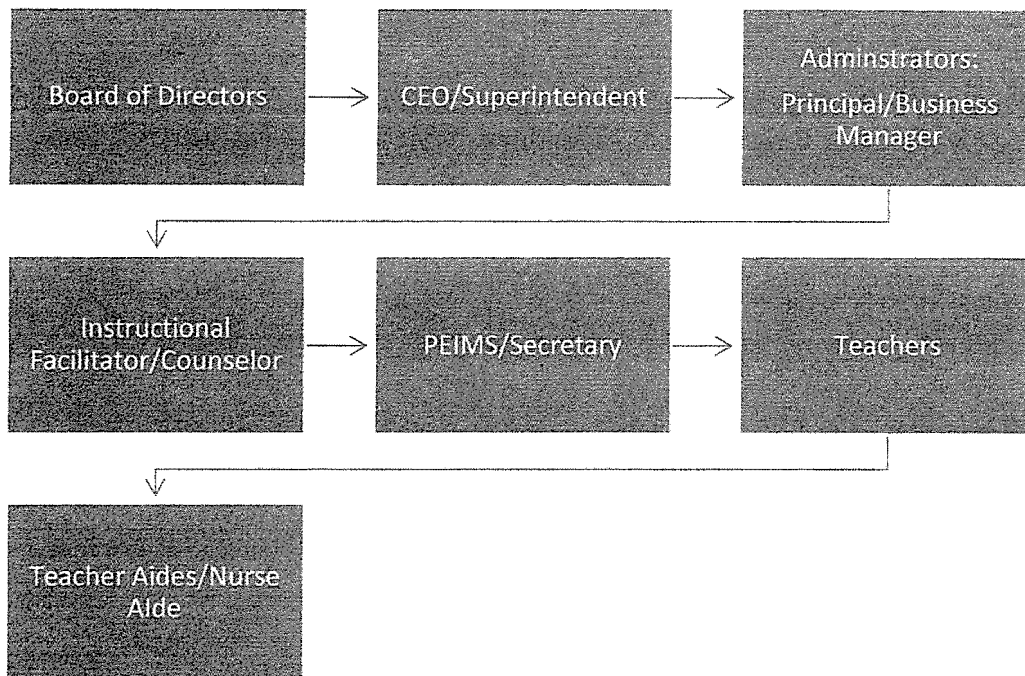 Board of Directors
CEO/Superintendent
Adminstrators:
Principal/Business
Manager
Instructional
Facilitator/Counselor
PEIMS/Secretary
Teachers
Teacher Aides/Nurse
AIde